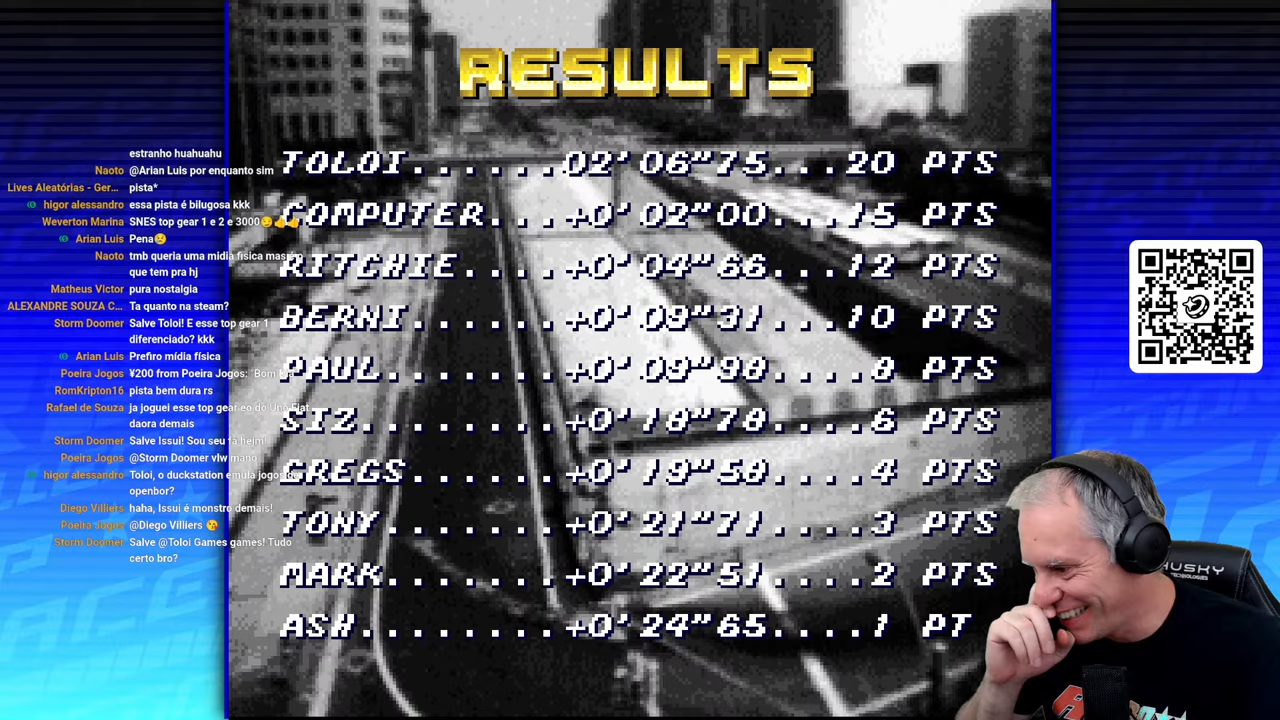 RESULTS
TOLOI......02'06"75...20 PTS
COMPUTER...+0'02"00...15 PTS
RITCHIE....+0'04"66...12 PTS
BERNI......+0'09"31...10 PTS
PAUL.......+0'09"98....8 PTS
SIZ........+0'18"78....6 PTS
GREGS......+0'19"58....4 PTS
TONY.......+0'21"71....3 PTS
MARK.......+0'22"51....2 PTS
ASH........+0'24"65....1 PT
estranho huahuahu
Naoto @Arian Luis por enquanto sim
Lives Aleatórias - Ger... pista*
higor alessandro essa pista é bilugosa kkk
Weverton Marina SNES top gear 1 e 2 e 3000
Arian Luis Pena😢
Naoto tmb queria uma midia fisica mas
que tem pra hj
Matheus Victor pura nostalgia
ALEXANDRE SOUZA C... Ta quanto na steam?
Storm Doomer Salve Toloi! E esse top gear 1
diferenciado? kkk
Arian Luis Prefiro mídia física
Poeira Jogos ¥200 from Poeira Jogos: `Bom
RomKripton16 pista bem dura rs
Rafael de Souza ja joguei esse top gear eo do Uno Fiat
daora demais
Storm Doomer Salve Issui! Sou seu fã heim!
Poeira Jogos @Storm Doomer vlw mano
higor alessandro Toloi, o duckstation emula jogos
openbor?
Diego Villiers haha, Issui é monstro demais!
Poeira Jogos @Diego Villiers 😘
Storm Doomer Salve @Toloi Games games! Tudo
certo bro?
HUSKY
TECHNOLOGIES